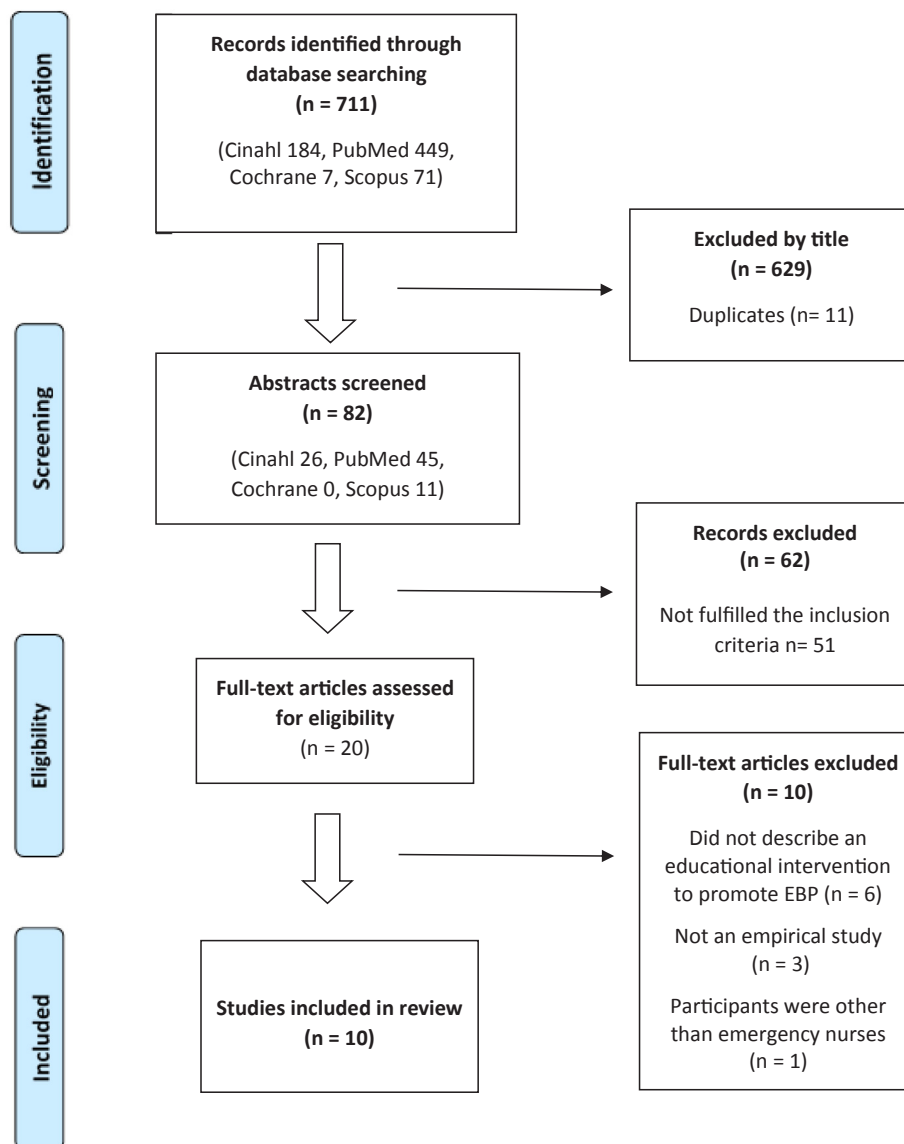 Identification
Records identified through
database searching
(n = 711)
(Cinahl 184, PubMed 449,
Cochrane 7, Scopus 71)
Excluded by title
(n = 629)
Duplicates (n= 11)
Screening
Abstracts screened
(n = 82)
(Cinahl 26, PubMed 45,
Cochrane 0, Scopus 11)
Records excluded
(n = 62)
Not fulfilled the inclusion
criteria n= 51
Eligibility
Full-text articles assessed
for eligibility
(n = 20)
Full-text articles excluded
(n = 10)
Did not describe an
educational intervention
to promote EBP (n = 6)
Not an empirical study
(n = 3)
Participants were other
than emergency nurses
(n = 1)
Included
Studies included in review
(n = 10)